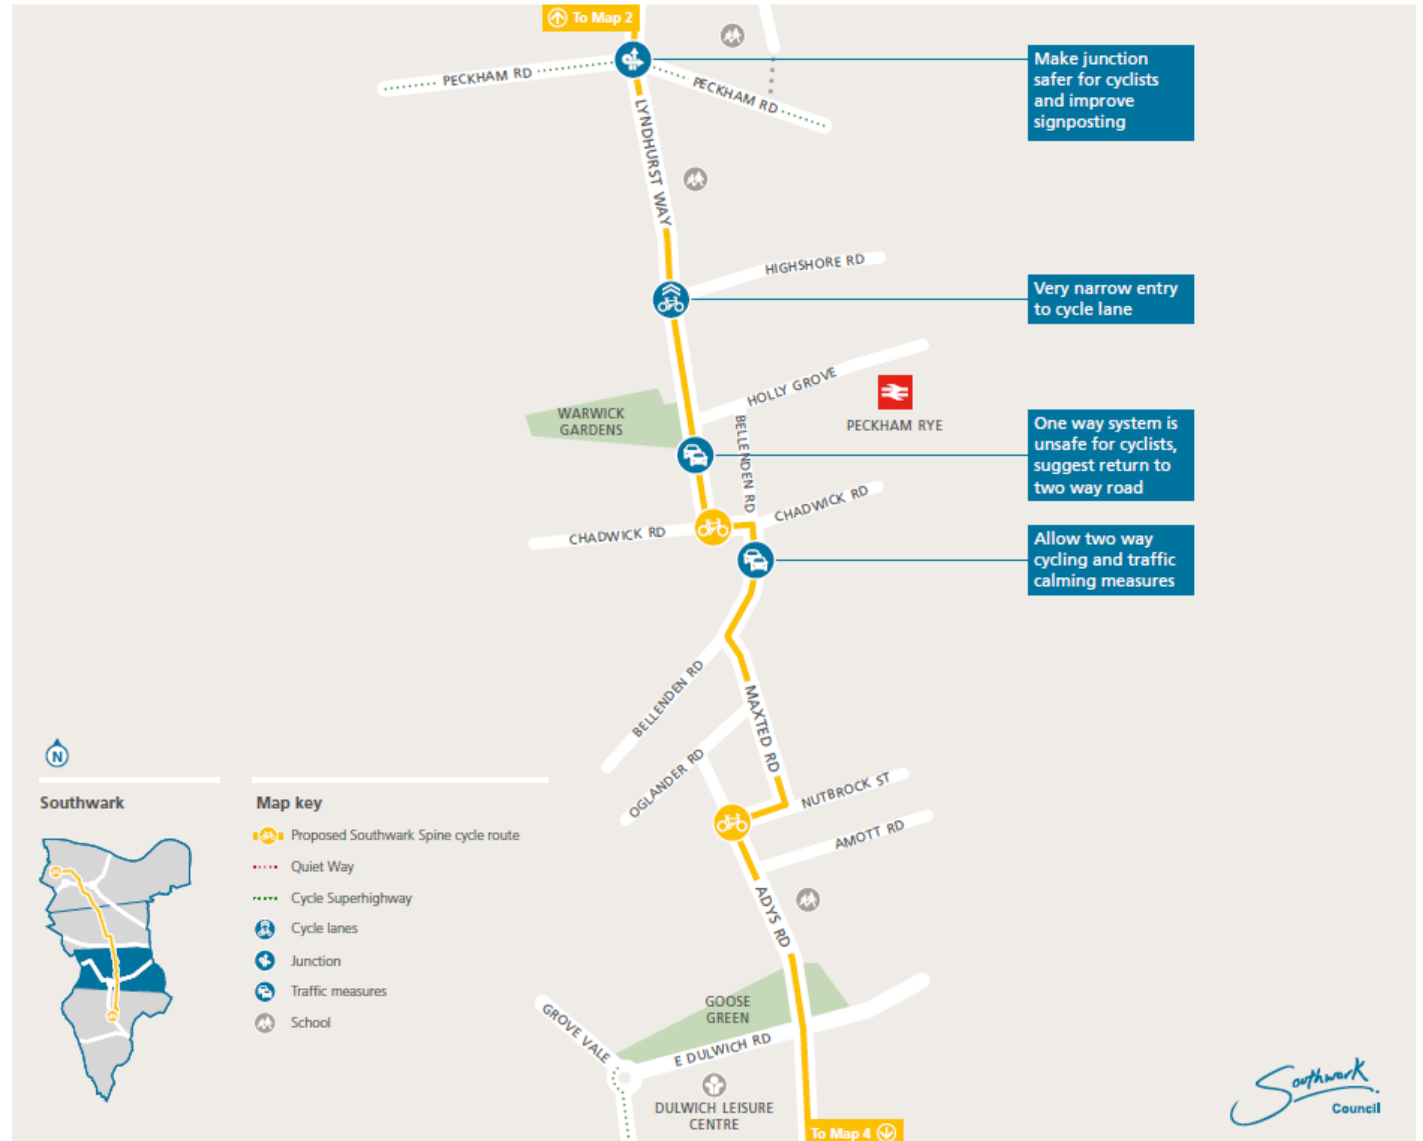 To Map 2
PECKHAM RD
PECKHAM RD
Make junction
safer for cyclists
and improve
signposting
LYNDHURST WAY
HIGHSHORE RD
Very narrow entry
to cycle lane
HOLLY GROVE
WARWICK
GARDENS
BELLENDEN RD
PECKHAM RYE
One way system is
unsafe for cyclists,
suggest return to
two way road
CHADWICK RD
CHADWICK RD
Allow two way
cycling and traffic
calming measures
BELLENDEN RD
MAXTED RD
OGLANDER RD
NUTBROCK ST
AMOTT RD
ADYS RD
N
Southwark
Map key
Proposed Southwark Spine cycle route
Quiet Way
Cycle Superhighway
Cycle lanes
Junction
Traffic measures
School
GOOSE
GREEN
GROVE VALE
E DULWICH RD
DULWICH LEISURE
CENTRE
To Map 4
Southwark
Council